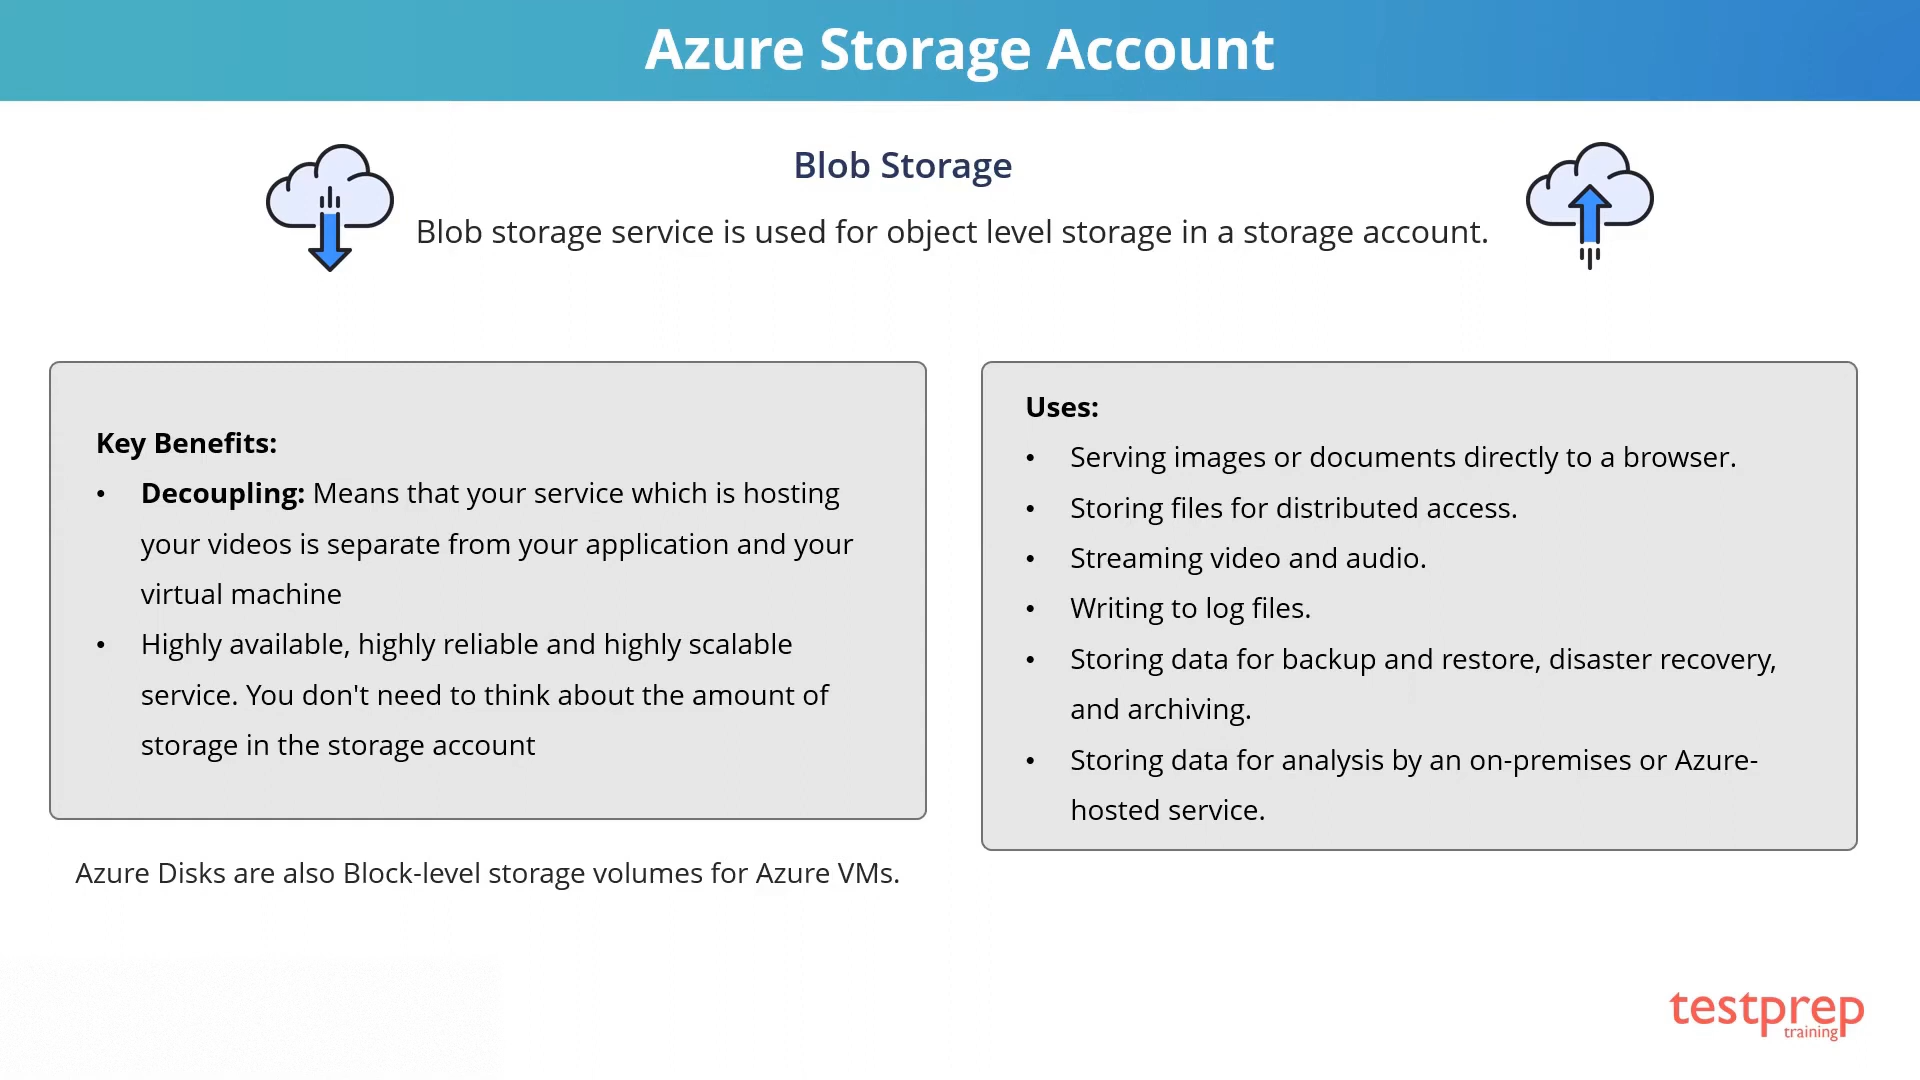 Azure Storage Account
Blob Storage
Blob storage service is used for object level storage in a storage account.
Key Benefits:
• Decoupling: Means that your service which is hosting
your videos is separate from your application and your
virtual machine
• Highly available, highly reliable and highly scalable
service. You don't need to think about the amount of
storage in the storage account
Azure Disks are also Block-level storage volumes for Azure VMs.
Uses:
• Serving images or documents directly to a browser.
• Storing files for distributed access.
• Streaming video and audio.
• Writing to log files.
• Storing data for backup and restore, disaster recovery,
and archiving.
• Storing data for analysis by an on-premises or Azure-
hosted service.
testprep
training